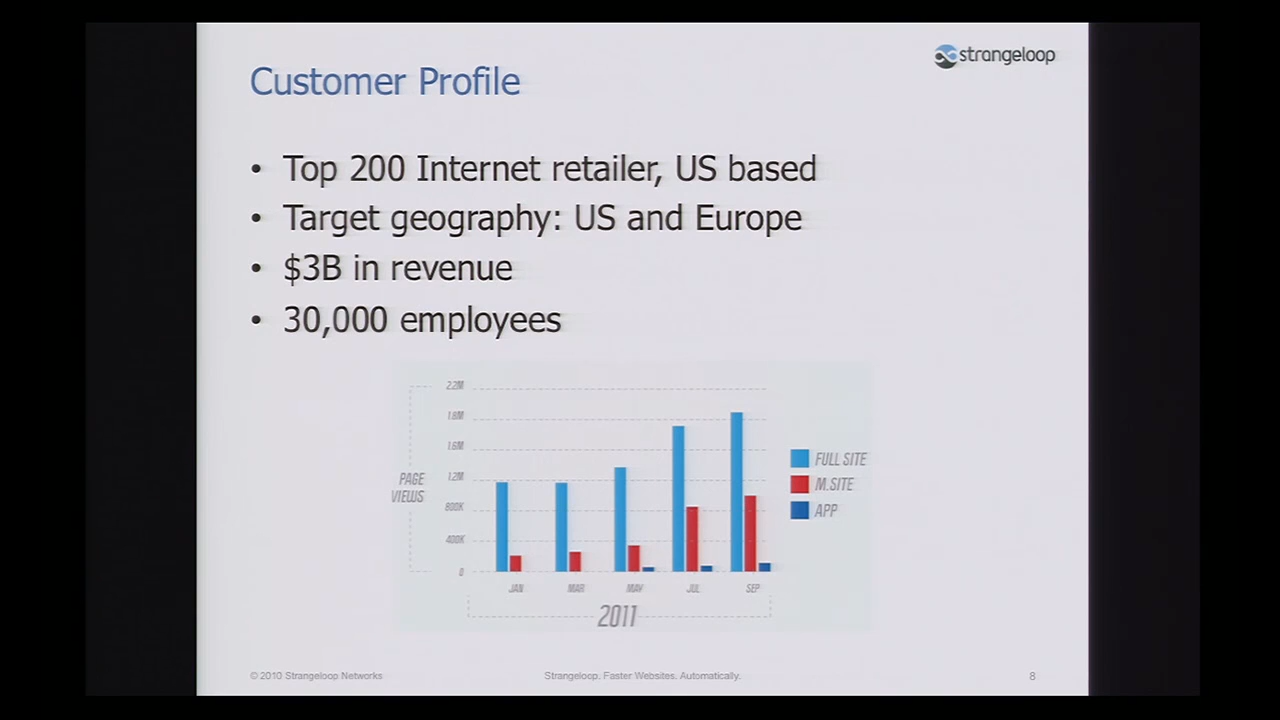 strangeloop
Customer Profile
• Top 200 Internet retailer, US based
• Target geography: US and Europe
• $3B in revenue
• 30,000 employees
2.2M
1.8M
1.6M
1.2M
800K
400K
0
PAGE
VIEWS
FULL SITE
M.SITE
APP
JAN MAR MAY JUL SEP
2011
© 2010 Strangeloop Networks
Strangeloop. Faster Websites. Automatically.
8